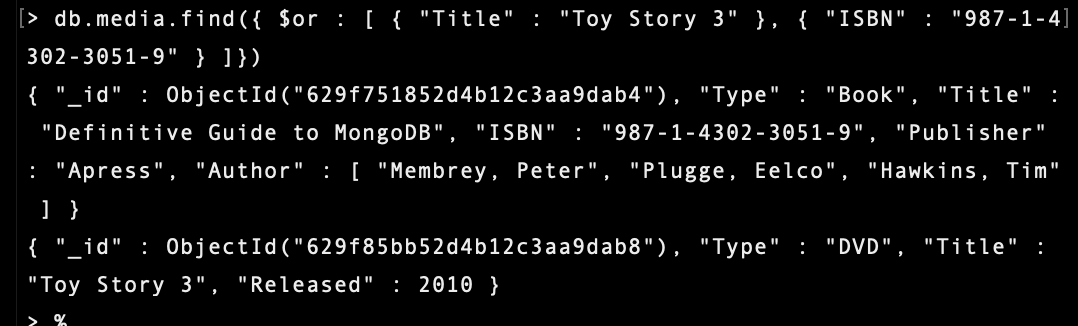 [> db.media.find({ $or : [ { "Title" : "Toy Story 3" }, { "ISBN" : "987-1-4]
302-3051-9" } ]})
{ "_id" : ObjectId("629f751852d4b12c3aa9dab4"), "Type" : "Book", "Title" :
 "Definitive Guide to MongoDB", "ISBN" : "987-1-4302-3051-9", "Publisher"
: "Apress", "Author" : [ "Membrey, Peter", "Plugge, Eelco", "Hawkins, Tim"
 ] }
{ "_id" : ObjectId("629f85bb52d4b12c3aa9dab8"), "Type" : "DVD", "Title" :
"Toy Story 3", "Released" : 2010 }
> %